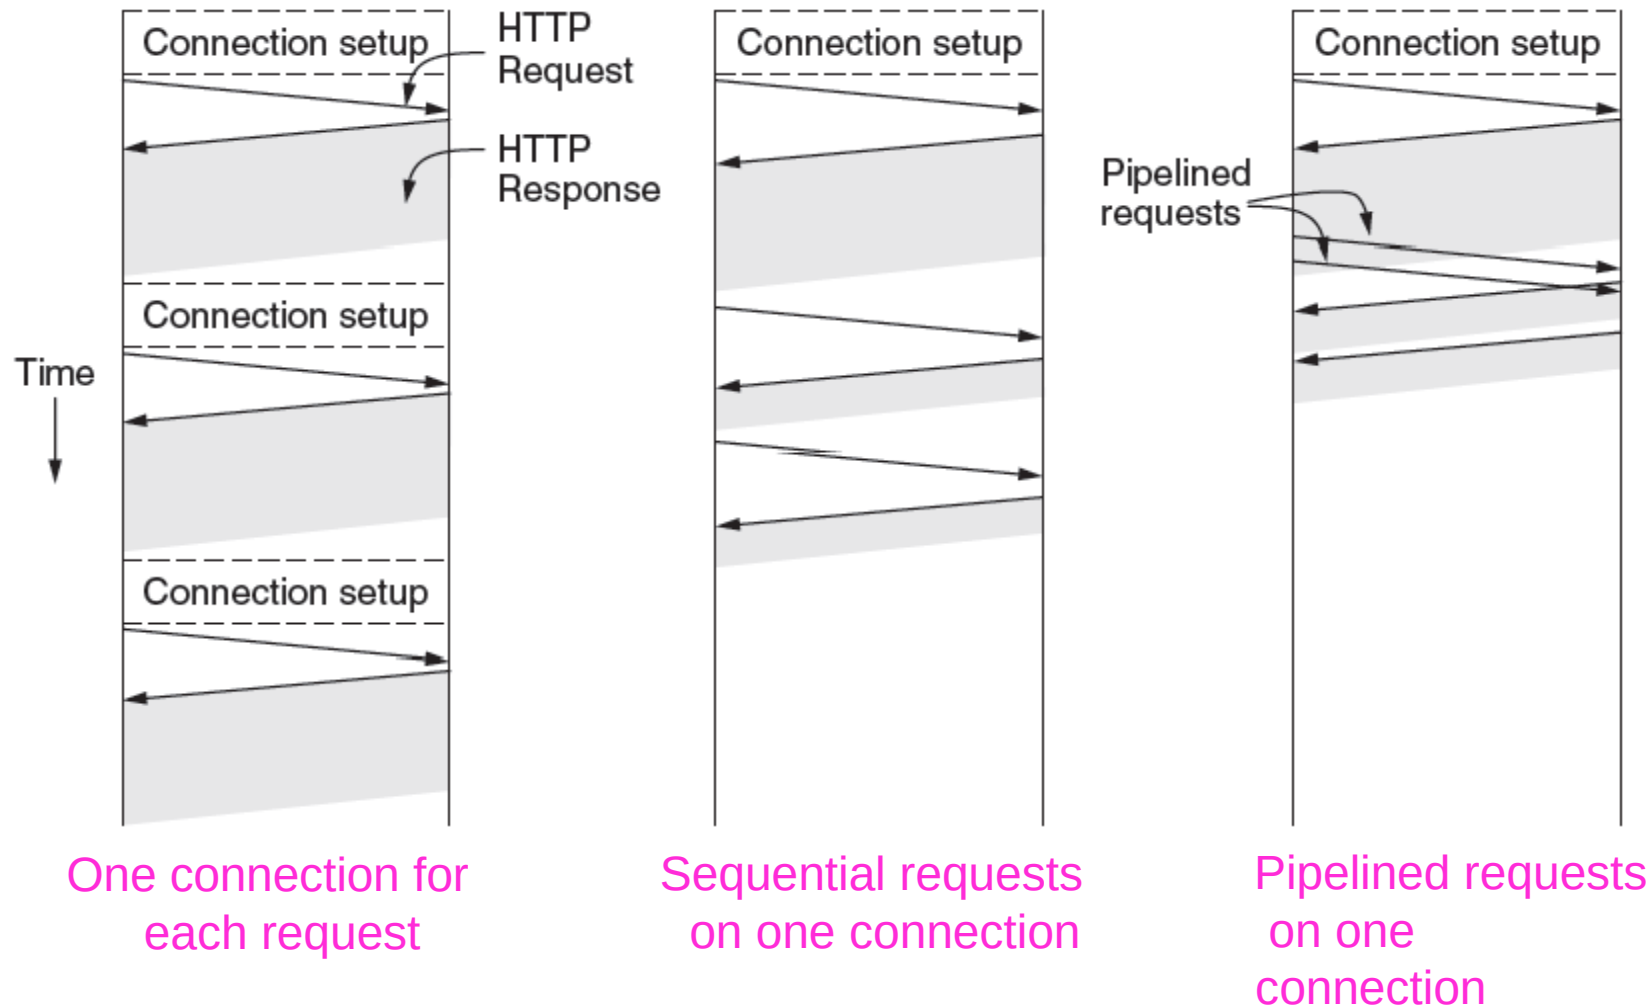 Connection setup
HTTP
Request
HTTP
Response
Connection setup
Time
Connection setup
One connection for
each request
Connection setup
Sequential requests
on one connection
Connection setup
Pipelined
requests
Pipelined requests
on one
connection